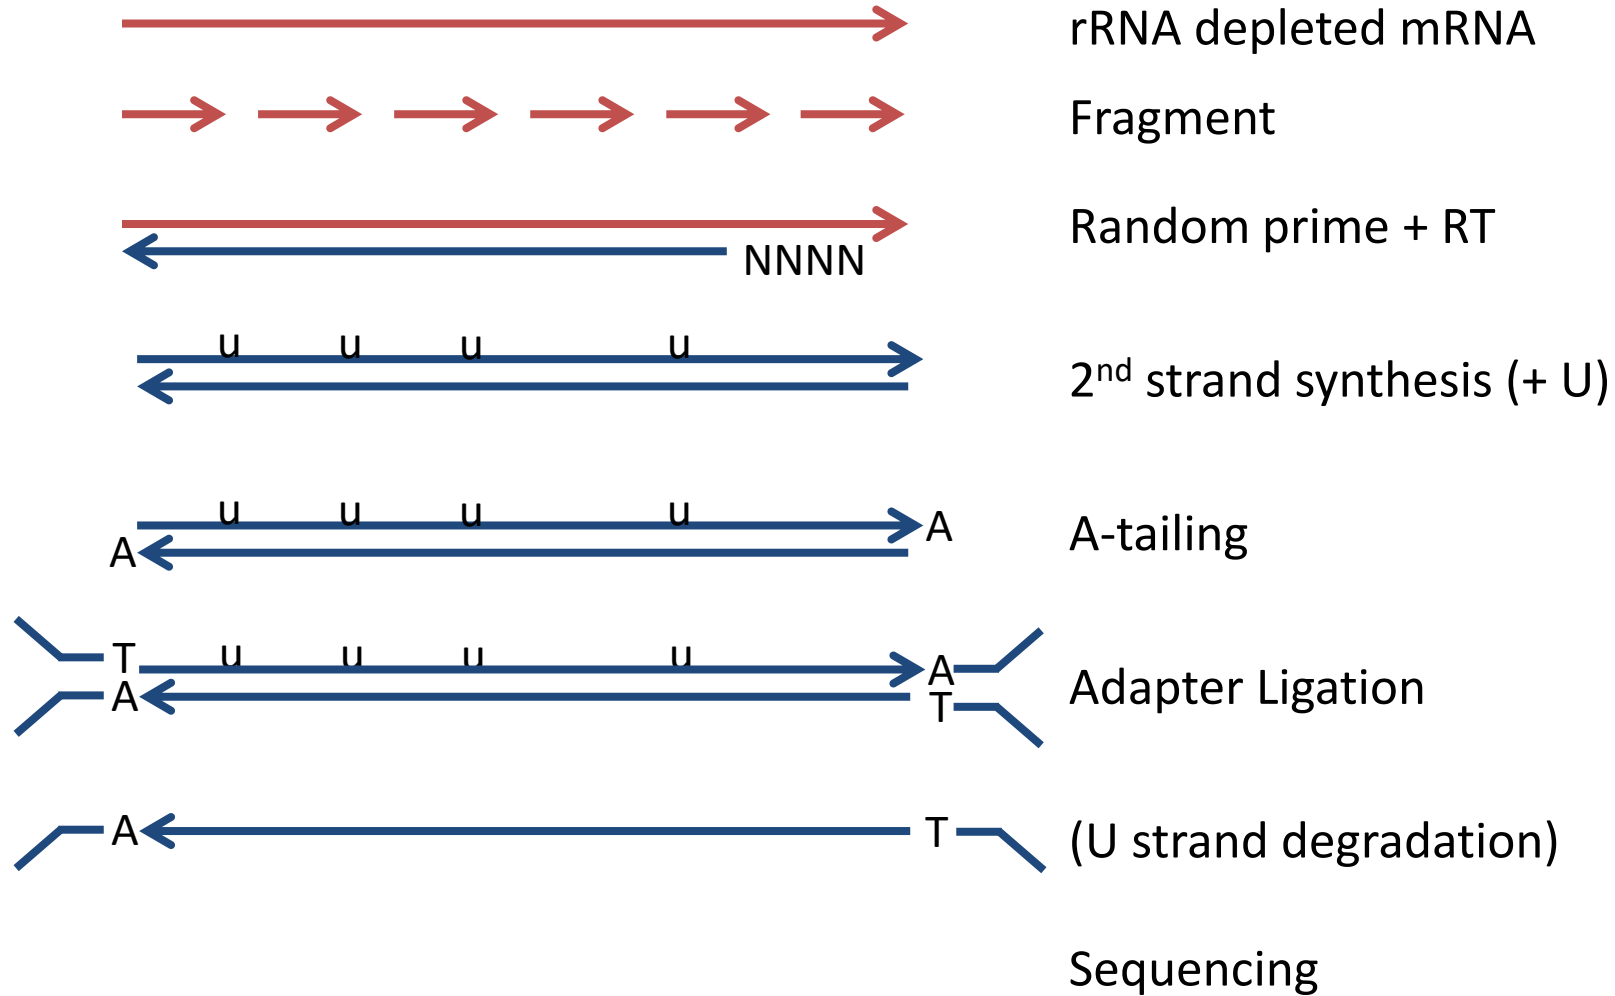 rRNA depleted mRNA
Fragment
Random prime + RT
NNNN
u u u u
2nd strand synthesis (+ U)
u u u u
A
A
A-tailing
T u u u u A
A T
Adapter Ligation
A T
(U strand degradation)
Sequencing